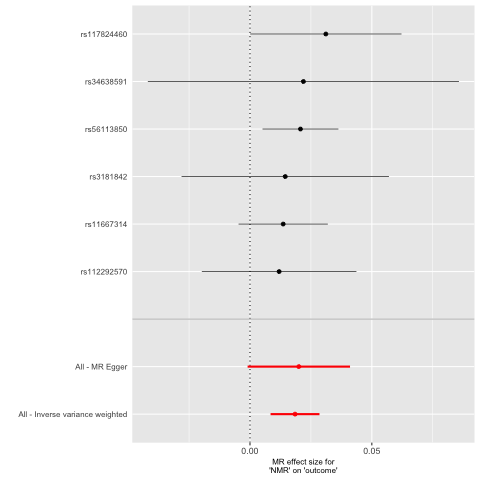 rs117824460
rs34638591
rs56113850
rs3181842
rs11667314
rs112292570
All - MR Egger
All - Inverse variance weighted
0.00
0.05
MR effect size for
'NMR' on 'outcome'